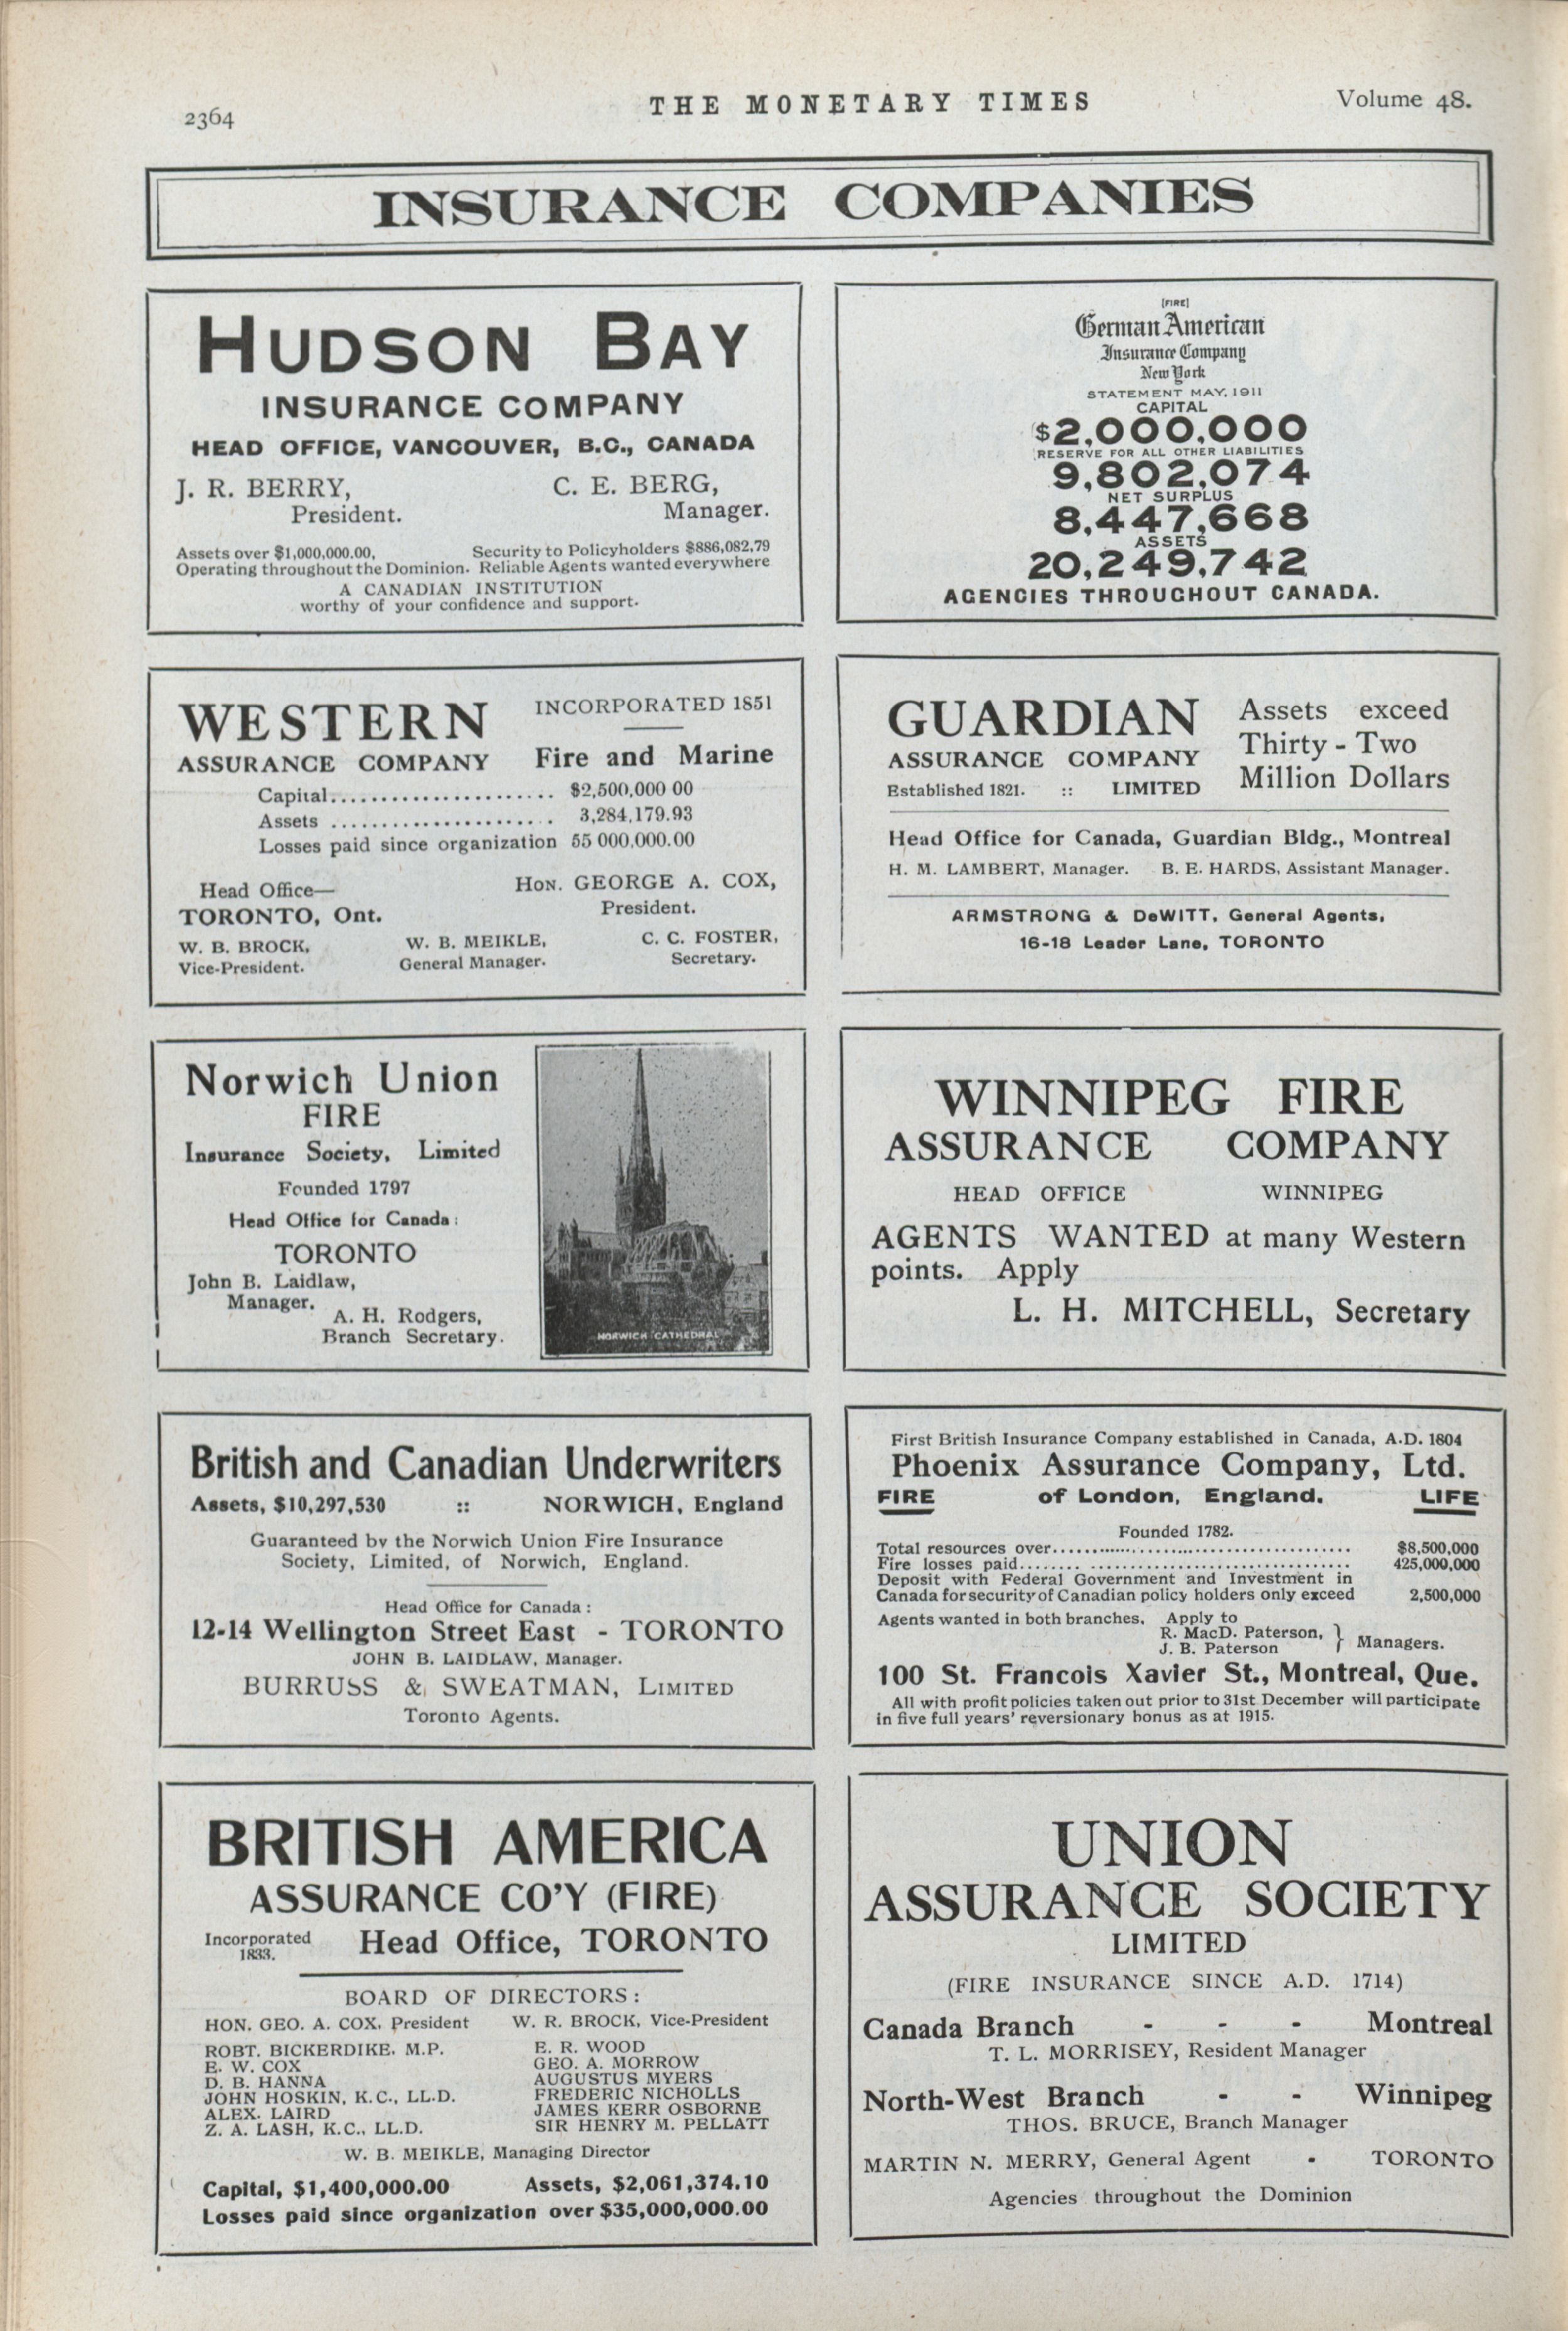 2364
THE MONETARY TIMES
Volume 48.
INSURANCE COMPANIES
HUDSON BAY
INSURANCE COMPANY
HEAD OFFICE, VANCOUVER, B.C., CANADA
J. R. BERRY, C. E. BERG,
President. Manager.
Assets over $1,000,000.00, Security to Policyholders $886,082,79
Operating throughout the Dominion. Reliable Agents wanted everywhere
A CANADIAN INSTITUTION
worthy of your confidence and support.
[FIRE]
German American
Insurance Company
New York
STATEMENT MAY, 1911
CAPITAL
$2,000,000
RESERVE FOR ALL OTHER LIABILITIES
9,802,074
NET SURPLUS
8,447,668
ASSETS
20,249,742
AGENCIES THROUGHOUT CANADA.
WESTERN
ASSURANCE COMPANY
INCORPORATED 1851
Fire and Marine
Capital...................... $2,500,000 00
Assets ...................... 3,284,179.93
Losses paid since organization 55 000,000.00
Head Office—
TORONTO, Ont.
HON. GEORGE A. COX,
President.
W. B. BROCK,
Vice-President.
W. B. MEIKLE,
General Manager.
C. C. FOSTER,
Secretary.
GUARDIAN
ASSURANCE COMPANY
Established 1821. :: LIMITED
Assets exceed
Thirty-Two
Million Dollars
Head Office for Canada, Guardian Bldg., Montreal
H. M. LAMBERT, Manager. B. E. HARDS, Assistant Manager.
ARMSTRONG & DeWITT, General Agents,
16-18 Leader Lane, TORONTO
Norwich Union
FIRE
Insurance Society, Limited
Founded 1797
Head Office for Canada:
TORONTO
John B. Laidlaw,
Manager.
A. H. Rodgers,
Branch Secretary.
NORWICH CATHEDRAL
WINNIPEG FIRE
ASSURANCE COMPANY
HEAD OFFICE WINNIPEG
AGENTS WANTED at many Western
points. Apply
L. H. MITCHELL, Secretary
British and Canadian Underwriters
Assets, $10,297,530 :: NORWICH, England
Guaranteed by the Norwich Union Fire Insurance
Society, Limited, of Norwich, England.
Head Office for Canada:
12-14 Wellington Street East - TORONTO
JOHN B. LAIDLAW, Manager.
BURRUSS & SWEATMAN, LIMITED
Toronto Agents.
First British Insurance Company established in Canada, A.D. 1804
Phoenix Assurance Company, Ltd.
FIRE of London, England. LIFE
Founded 1782.
Total resources over...................................... $8,500,000
Fire losses paid...................................... 425,000,000
Deposit with Federal Government and Investment in
Canada for security of Canadian policy holders only exceed 2,500,000
Agents wanted in both branches. Apply to
R. MacD. Paterson, } Managers.
J. B. Paterson
100 St. Francois Xavier St., Montreal, Que.
All with profit policies taken out prior to 31st December will participate
in five full years' reversionary bonus as at 1915.
BRITISH AMERICA
ASSURANCE CO'Y (FIRE)
Incorporated
1833.
Head Office, TORONTO
BOARD OF DIRECTORS:
HON. GEO. A. COX, President W. R. BROCK, Vice-President
ROBT. BICKERDIKE, M.P. E. R. WOOD
E. W. COX GEO. A. MORROW
D. B. HANNA AUGUSTUS MYERS
JOHN HOSKIN, K.C., LL.D. FREDERIC NICHOLLS
ALEX. LAIRD JAMES KERR OSBORNE
Z. A. LASH, K.C., LL.D. SIR HENRY M. PELLATT
W. B. MEIKLE, Managing Director
Capital, $1,400,000.00 Assets, $2,061,374.10
Losses paid since organization over $35,000,000.00
UNION
ASSURANCE SOCIETY
LIMITED
(FIRE INSURANCE SINCE A.D. 1714)
Canada Branch - - - Montreal
T. L. MORRISEY, Resident Manager
North-West Branch - - Winnipeg
THOS. BRUCE, Branch Manager
MARTIN N. MERRY, General Agent - TORONTO
Agencies throughout the Dominion